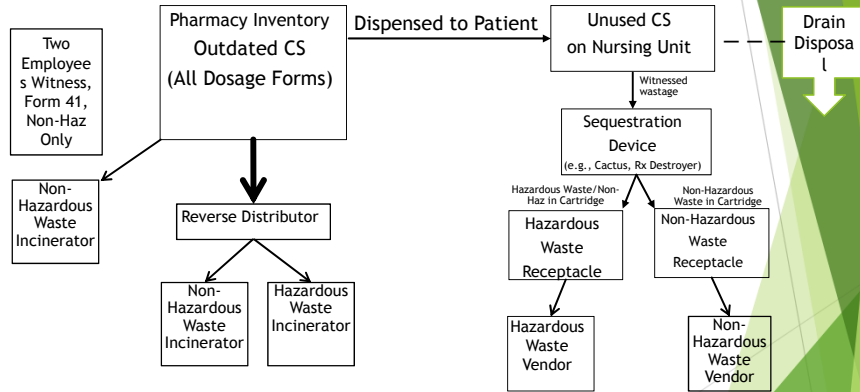 Two
Employee
s Witness,
Form 41,
Non-Haz
Only
Pharmacy Inventory
Outdated CS
(All Dosage Forms)
Dispensed to Patient
Unused CS
on Nursing Unit
Drain
Disposa
l
Witnessed
wastage
Sequestration
Device
(e.g., Cactus, Rx Destroyer)
Non-
Hazardous
Waste
Incinerator
Reverse Distributor
Hazardous Waste/Non-
Haz in Cartridge
Non-Hazardous
Waste in Cartridge
Hazardous
Waste
Receptacle
Non-Hazardous
Waste
Receptacle
Non-
Hazardous
Waste
Incinerator
Hazardous
Waste
Incinerator
Hazardous
Waste
Vendor
Non-
Hazardous
Waste
Vendor